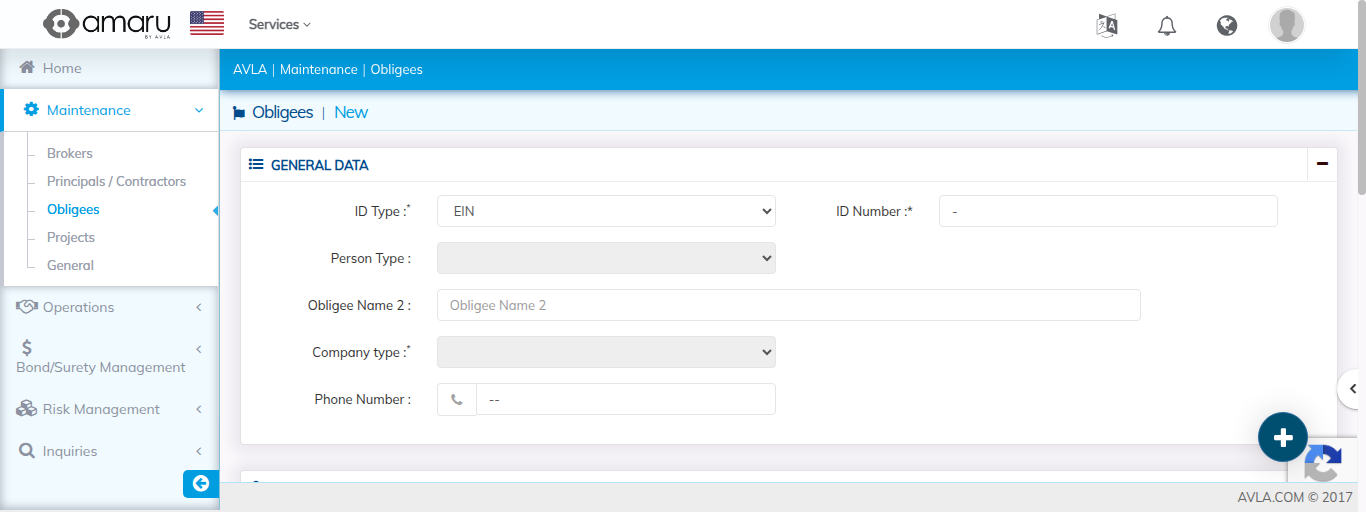 amaru
BY AVLA
Services
Home
Maintenance
Brokers
Principals / Contractors
Obligees
Projects
General
Operations
Bond/Surety Management
Risk Management
Inquiries
AVLA | Maintenance | Obligees
Obligees | New
GENERAL DATA
ID Type :* EIN ID Number :* -
Person Type :
Obligee Name 2 : Obligee Name 2
Company type :*
Phone Number : --
AVLA.COM © 2017